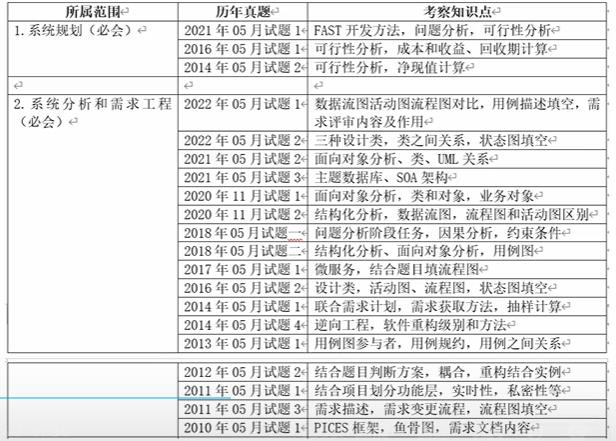 所属范围 历年真题 考察知识点
1.系统规划（必会） 2021 年 05 月试题 1 FAST 开发方法，问题分析，可行性分析
2016 年 05 月试题 1 可行性分析，成本和收益、回收期计算
2014 年 05 月试题 2 可行性分析，净现值计算
2.系统分析和需求工程（必会） 2022 年 05 月试题 1 数据流图活动图流程图对比，用例描述填空，需
求评审内容及作用
2022 年 05 月试题 2 三种设计类，类之间关系，状态图填空
2021 年 05 月试题 2 面向对象分析、类、UML 关系
2021 年 05 月试题 3 主题数据库、SOA 架构
2020 年 11 月试题 1 面向对象分析，类和对象，业务对象
2020 年 11 月试题 2 结构化分析，数据流图，流程图和活动图区别
2018 年 05 月试题一 问题分析阶段任务，因果分析，约束条件
2018 年 05 月试题二 结构化分析、面向对象分析，用例图
2017 年 05 月试题 1 微服务，结合题目填流程图
2016 年 05 月试题 2 设计类，活动图、流程图，状态图填空
2014 年 05 月试题 1 联合需求计划，需求获取方法，抽样计算
2014 年 05 月试题 4 逆向工程，软件重构级别和方法
2013 年 05 月试题 1 用例图参与者，用例规约，用例之间关系
2012 年 05 月试题 2 结合题目判断方案，耦合，重构结合实例
2011 年 05 月试题 1 结合项目划分功能层，实时性，私密性等
2011 年 05 月试题 3 需求描述，需求变更流程，流程图填空
2010 年 05 月试题 1 PICES 框架，鱼骨图，需求文档内容